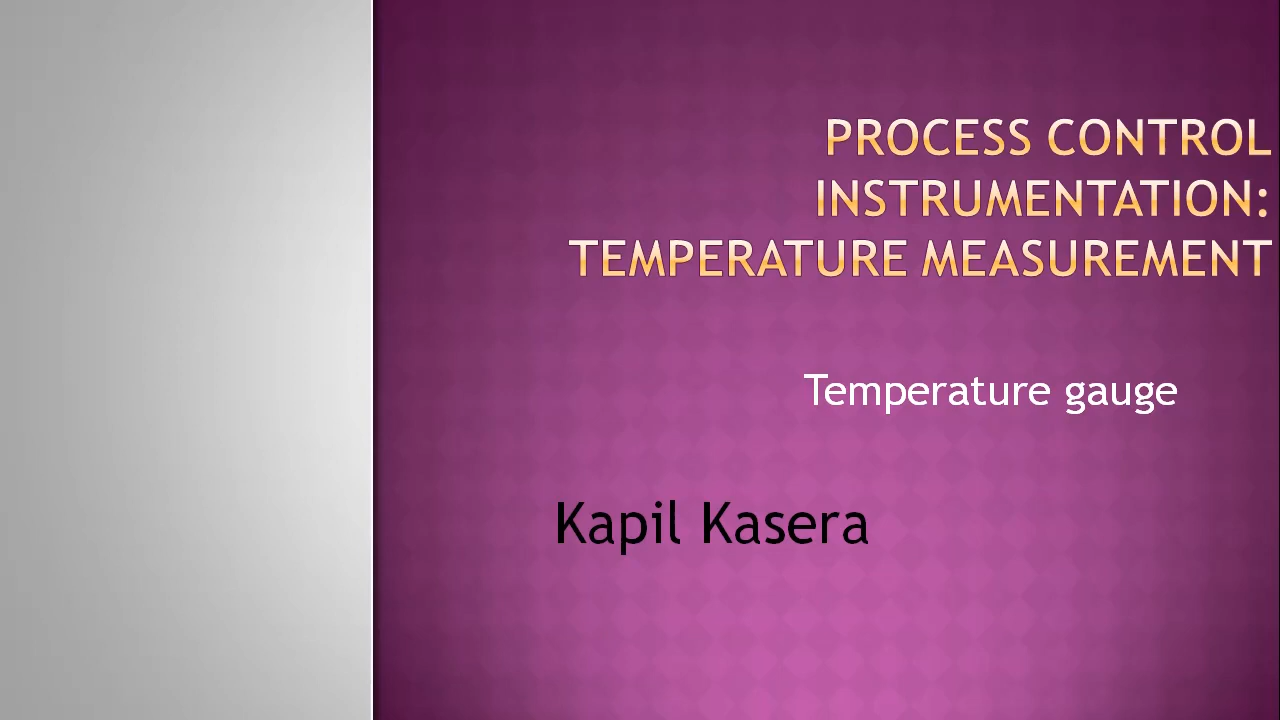 PROCESS CONTROL
INSTRUMENTATION:
TEMPERATURE MEASUREMENT
Temperature gauge
Kapil Kasera